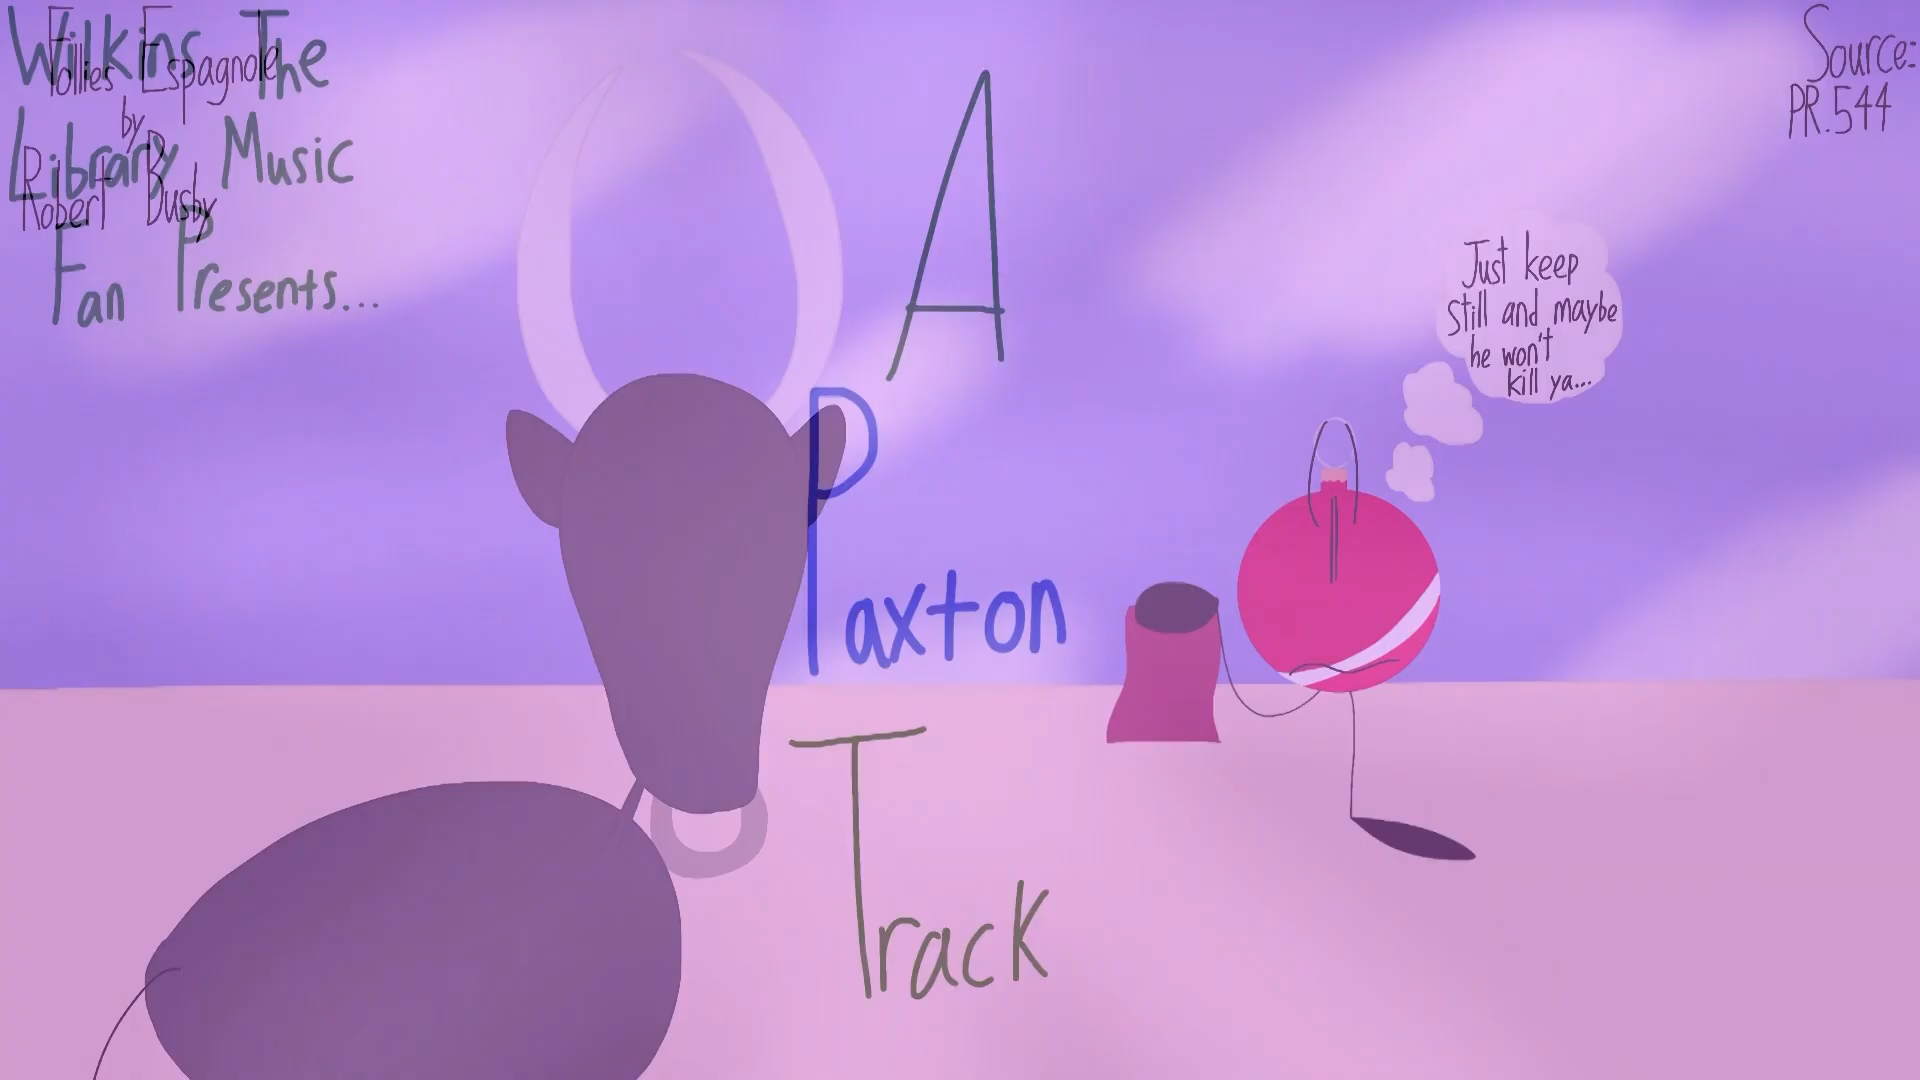 Wilkins The
Library Music
Fan Presents...
Follies Espagnole
by
Robert Busby
A
Paxton
Track
Source:
PR.544
Just keep
still and maybe
he won't
kill ya...